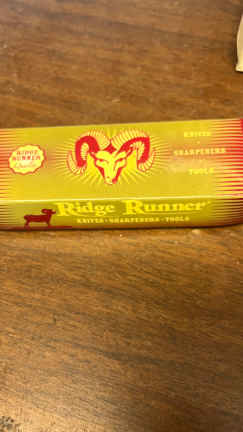 RIDGE
RUNNER
Quality
KNIVES
SHARPENERS
TOOLS
Ridge Runner
KNIVES • SHARPENERS • TOOLS